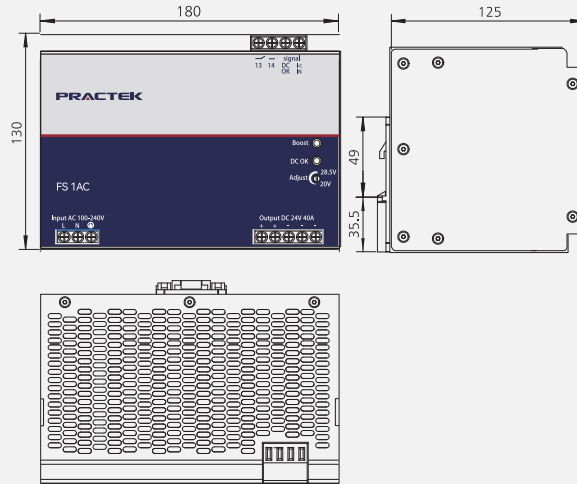 180
125
130
13 14 signal
DC I<
OK IN
PRACTEK
Boost
DC OK
Adjust 28.5V
20V
FS 1AC
Input AC 100-240V
L N
Output DC 24V 40A
+ + - - -
49
35.5